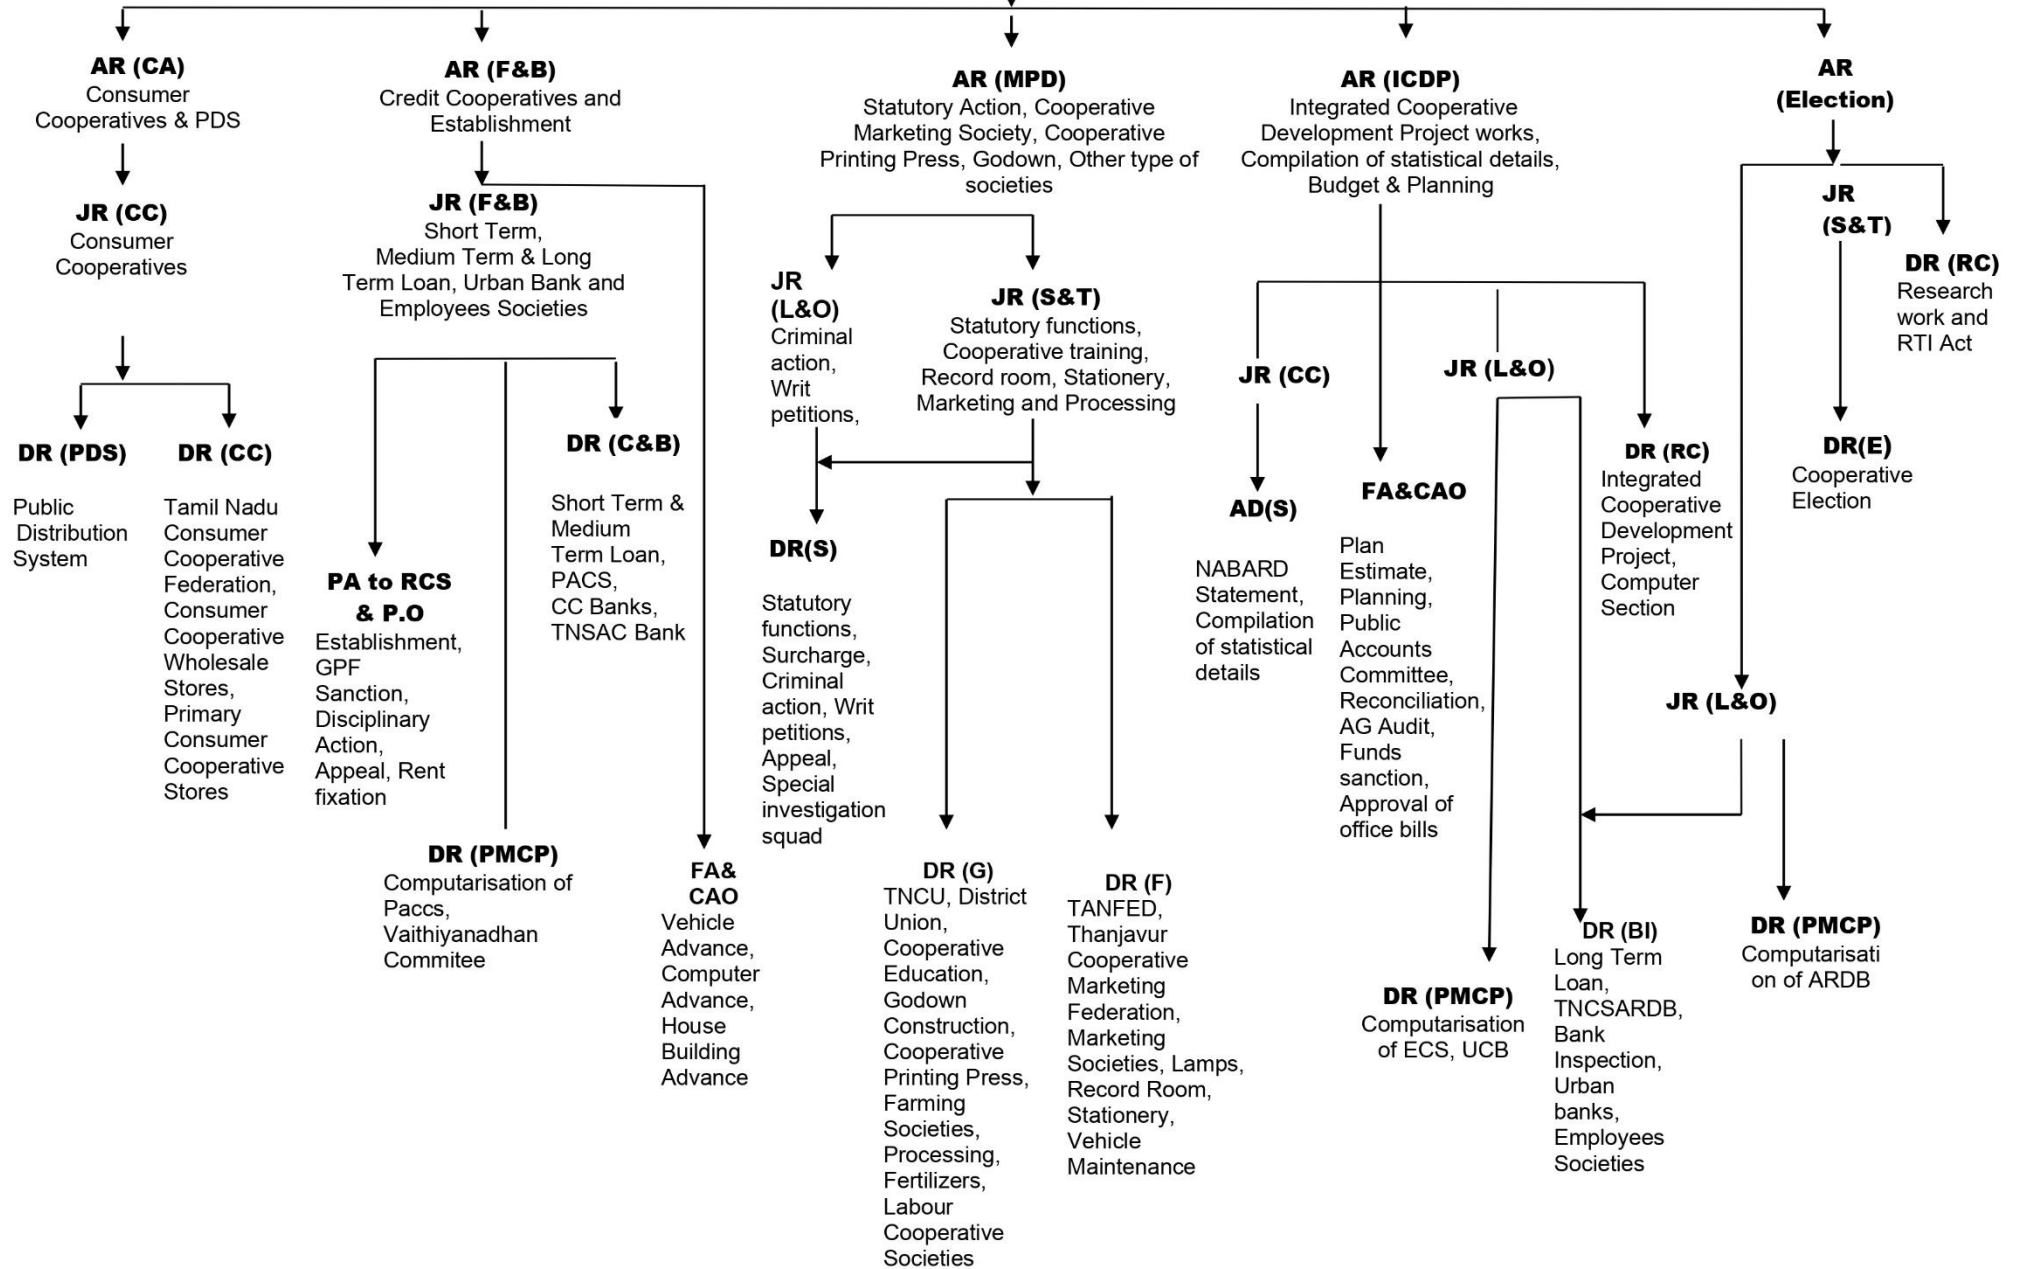 AR (CA)
Consumer
Cooperatives & PDS
JR (CC)
Consumer
Cooperatives
DR (PDS)
Public
Distribution
System
DR (CC)
Tamil Nadu
Consumer
Cooperative
Federation,
Consumer
Cooperative
Wholesale
Stores,
Primary
Consumer
Cooperative
Stores
AR (F&B)
Credit Cooperatives and
Establishment
JR (F&B)
Short Term,
Medium Term & Long
Term Loan, Urban Bank and
Employees Societies
PA to RCS
& P.O
Establishment,
GPF
Sanction,
Disciplinary
Action,
Appeal, Rent
fixation
DR (PMCP)
Computarisation of
Paccs,
Vaithiyanadhan
Commitee
DR (C&B)
Short Term &
Medium
Term Loan,
PACS,
CC Banks,
TNSAC Bank
FA&
CAO
Vehicle
Advance,
Computer
Advance,
House
Building
Advance
AR (MPD)
Statutory Action, Cooperative
Marketing Society, Cooperative
Printing Press, Godown, Other type of
societies
JR
(L&O)
Criminal
action,
Writ
petitions,
JR (S&T)
Statutory functions,
Cooperative training,
Record room, Stationery,
Marketing and Processing
DR(S)
Statutory
functions,
Surcharge,
Criminal
action, Writ
petitions,
Appeal,
Special
investigation
squad
DR (G)
TNCU, District
Union,
Cooperative
Education,
Godown
Construction,
Cooperative
Printing Press,
Farming
Societies,
Processing,
Fertilizers,
Labour
Cooperative
Societies
DR (F)
TANFED,
Thanjavur
Cooperative
Marketing
Federation,
Marketing
Societies, Lamps,
Record Room,
Stationery,
Vehicle
Maintenance
AR (ICDP)
Integrated Cooperative
Development Project works,
Compilation of statistical details,
Budget & Planning
JR (CC)
AD(S)
NABARD
Statement,
Compilation
of statistical
details
FA&CAO
Plan
Estimate,
Planning,
Public
Accounts
Committee,
Reconciliation,
AG Audit,
Funds
sanction,
Approval of
office bills
JR (L&O)
DR (PMCP)
Computarisation
of ECS, UCB
DR (BI)
Long Term
Loan,
TNCSARDB,
Bank
Inspection,
Urban
banks,
Employees
Societies
DR (RC)
Integrated
Cooperative
Development
Project,
Computer
Section
AR
(Election)
JR
(S&T)
DR(E)
Cooperative
Election
DR (RC)
Research
work and
RTI Act
JR (L&O)
DR (PMCP)
Computarisati
on of ARDB